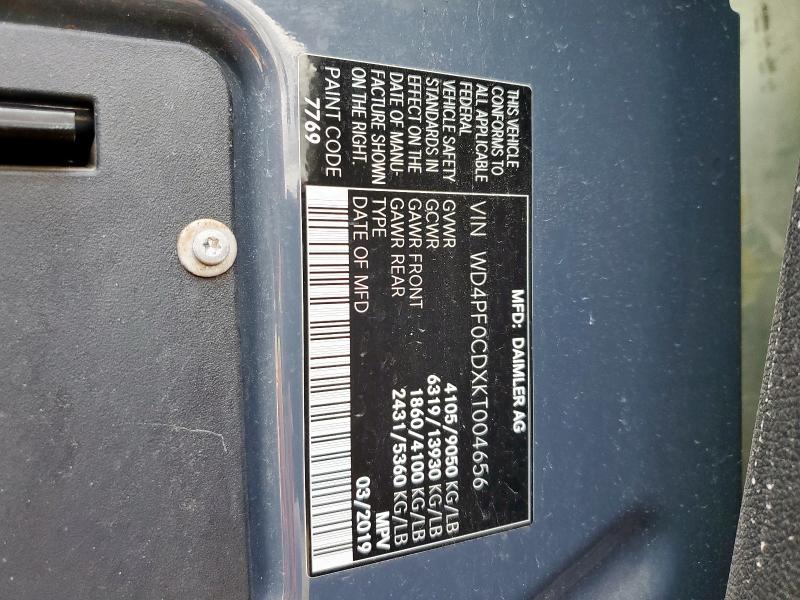 MFD: DAIMLER AG
VIN WD4PF0CDXKT004656
GVWR 4105/9050 KG/LB
GCWR 6319/13930 KG/LB
GAWR FRONT 1860/4100 KG/LB
GAWR REAR 2431/5360 KG/LB
TYPE MPV
DATE OF MFD 03/2019
THIS VEHICLE
CONFORMS TO
ALL APPLICABLE
FEDERAL
VEHICLE SAFETY
STANDARDS IN
EFFECT ON THE
DATE OF MANU-
FACTURE SHOWN
ON THE RIGHT.
PAINT CODE
7769